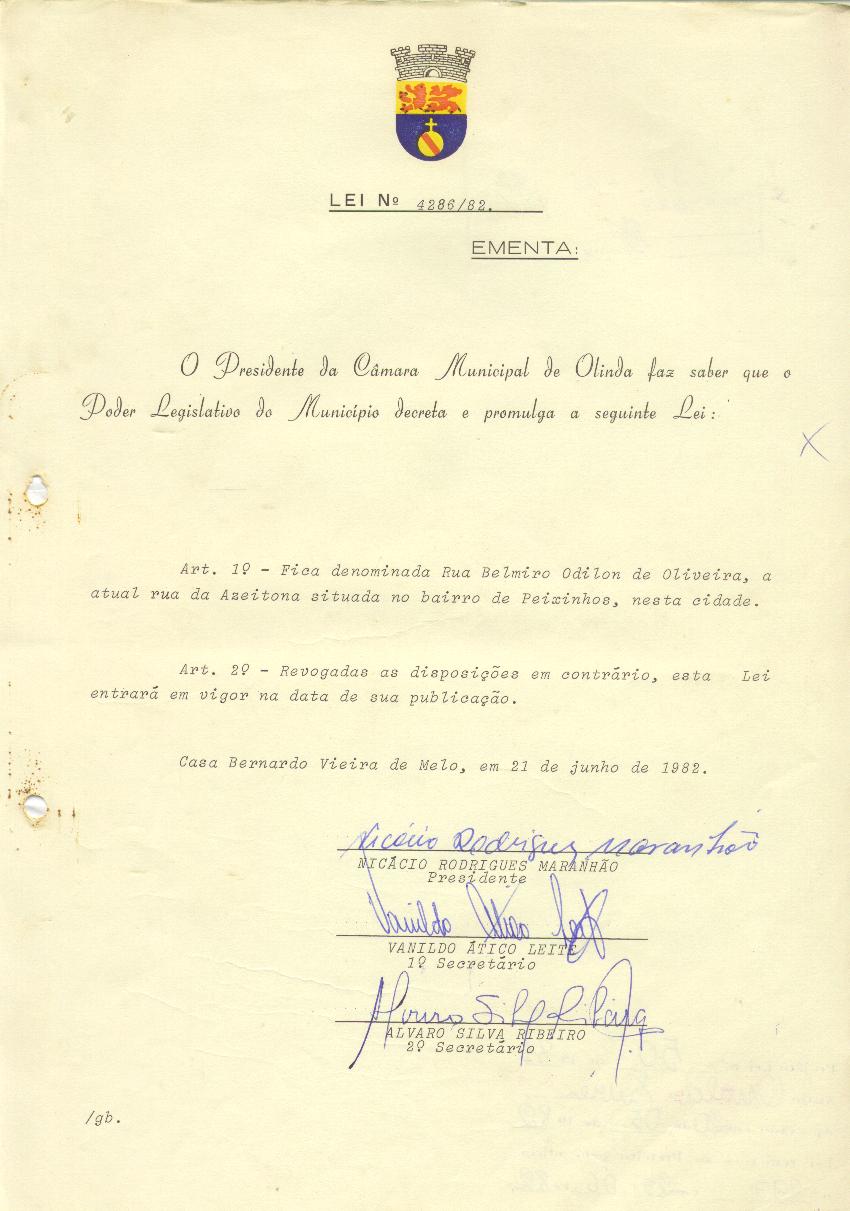 LEI Nº 4286/82.
EMENTA:
O Presidente da Câmara Municipal de Olinda faz saber que o
Poder Legislativo do Município decreta e promulga a seguinte Lei:
Art. 1º - Fica denominada Rua Belmiro Odilon de Oliveira, a
atual rua da Azeitona situada no bairro de Peixinhos, nesta cidade.
Art. 2º - Revogadas as disposições em contrário, esta Lei
entrará em vigor na data de sua publicação.
Casa Bernardo Vieira de Melo, em 21 de junho de 1982.
Nicácio Rodrigues Maranhão
NICÁCIO RODRIGUES MARANHÃO
Presidente
Vanildo Ático Leite
VANILDO ÁTICO LEITE
1º Secretário
Alvaro Silva Ribeiro
ALVARO SILVA RIBEIRO
2º Secretário
/gb.